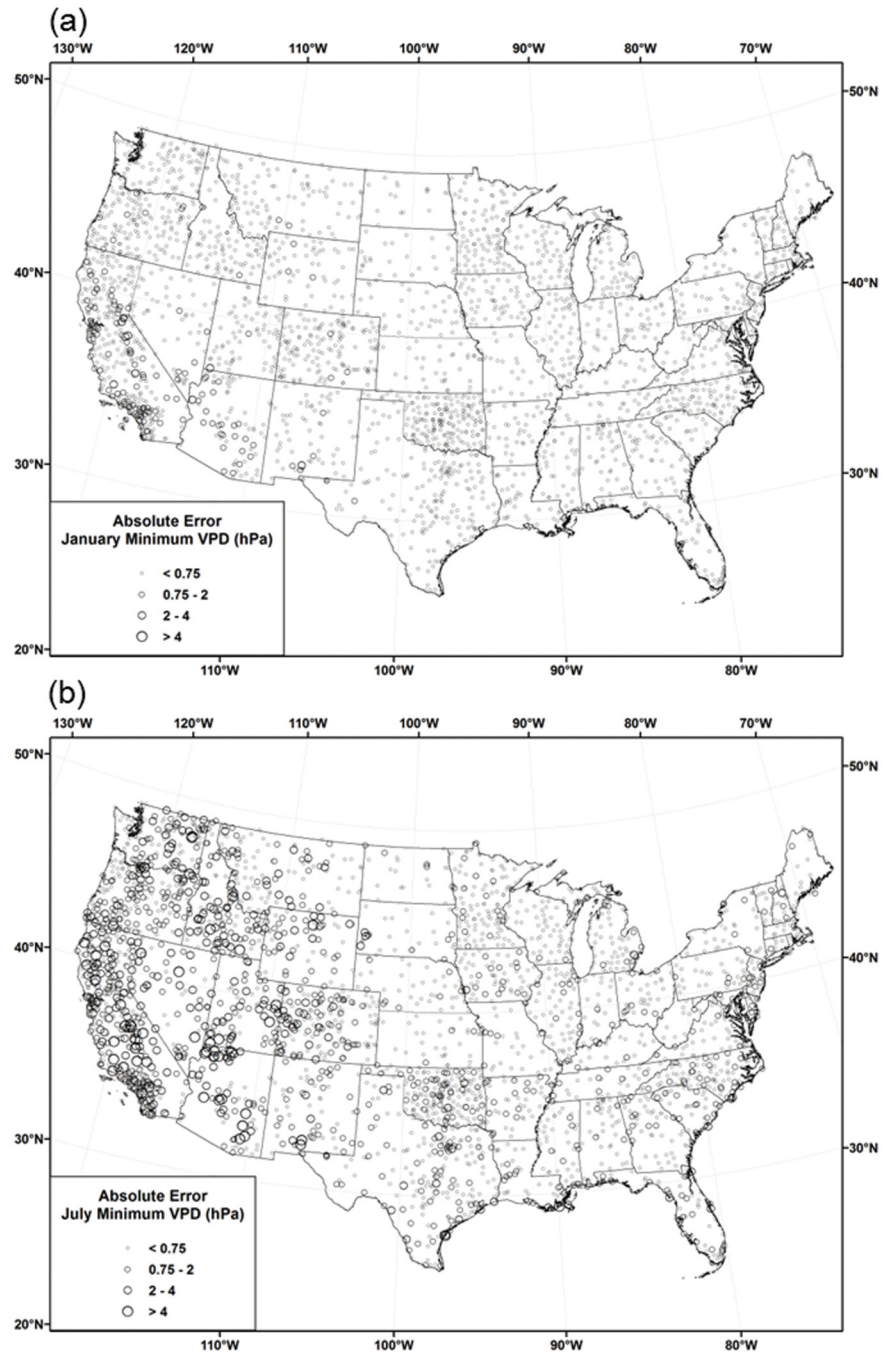 (a)
130°W 120°W 110°W 100°W 90°W 80°W 70°W
50°N 50°N
40°N 40°N
30°N 30°N
Absolute Error
January Minimum VPD (hPa)
< 0.75
0.75 - 2
2 - 4
> 4
20°N
110°W 100°W 90°W 80°W
(b)
130°W 120°W 110°W 100°W 90°W 80°W 70°W
50°N 50°N
40°N 40°N
30°N 30°N
Absolute Error
July Minimum VPD (hPa)
< 0.75
0.75 - 2
2 - 4
> 4
20°N
110°W 100°W 90°W 80°W